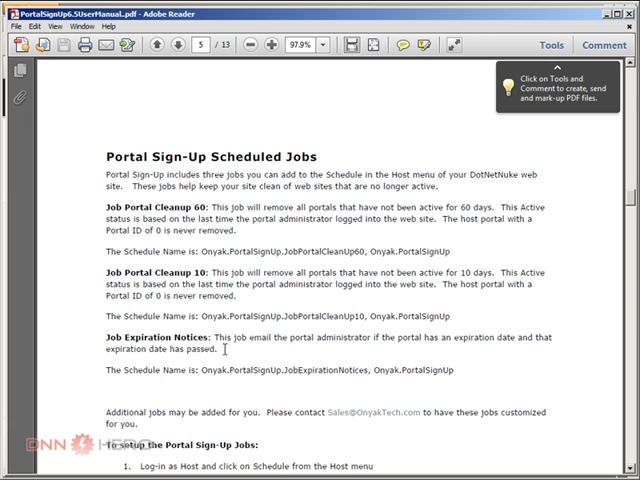 PortalSignUp6.5UserManual.pdf - Adobe Reader
File Edit View Window Help
5 / 13
97.9%
Tools
Comment
Click on Tools and
Comment to create, send
and mark-up PDF files.
Portal Sign-Up Scheduled Jobs
Portal Sign-Up includes three jobs you can add to the Schedule in the Host menu of your DotNetNuke web
site. These jobs help keep your site clean of web sites that are no longer active.
Job Portal Cleanup 60: This job will remove all portals that have not been active for 60 days. This Active
status is based on the last time the portal administrator logged into the web site. The host portal with a
Portal ID of 0 is never removed.
The Schedule Name is: Onyak.PortalSignUp.JobPortalCleanUp60, Onyak.PortalSignUp
Job Portal Cleanup 10: This job will remove all portals that have not been active for 10 days. This Active
status is based on the last time the portal administrator logged into the web site. The host portal with a
Portal ID of 0 is never removed.
The Schedule Name is: Onyak.PortalSignUp.JobPortalCleanUp10, Onyak.PortalSignUp
Job Expiration Notices: This job email the portal administrator if the portal has an expiration date and that
expiration date has passed.
The Schedule Name is: Onyak.PortalSignUp.JobExpirationNotices, Onyak.PortalSignUp
Additional jobs may be added for you. Please contact Sales@OnyakTech.com to have these jobs customized
for you.
DNN HERO
To setup the Portal Sign-Up Jobs:
1. Log-in as Host and click on Schedule from the Host menu